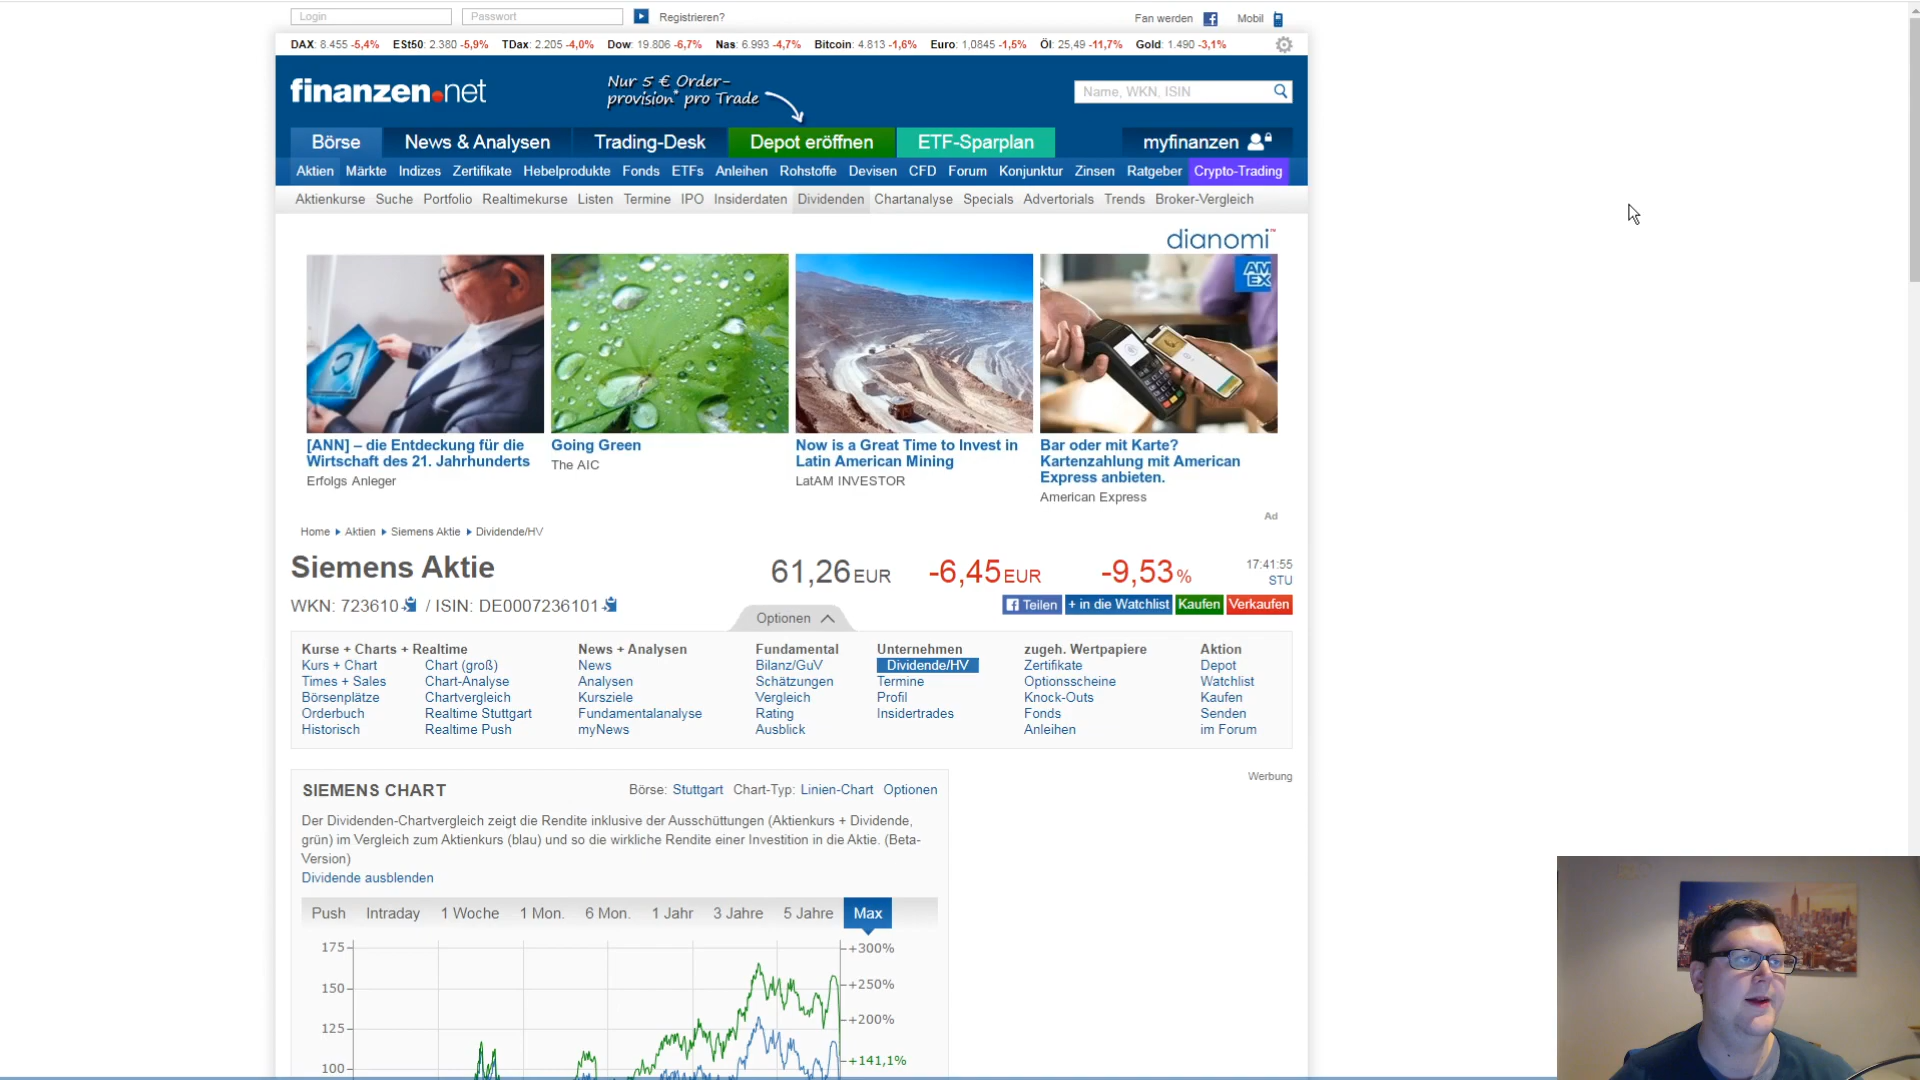 Login Passwort Registrieren? Fan werden Mobil
DAX: 8.455 -5,4% ESt50: 2.380 -5,9% TDax: 2.205 -4,0% Dow: 19.806 -6,7% Nas: 6.993 -4,7% Bitcoin: 4.813 -1,6% Euro: 1,0845 -1,5% Öl: 25,49 -11,7% Gold: 1.490 -3,1%
finanzen.net
Nur 5 € Order-
provision* pro Trade
Name, WKN, ISIN
Börse News & Analysen Trading-Desk Depot eröffnen ETF-Sparplan myfinanzen
Aktien Märkte Indizes Zertifikate Hebelprodukte Fonds ETFs Anleihen Rohstoffe Devisen CFD Forum Konjunktur Zinsen Ratgeber Crypto-Trading
Aktienkurse Suche Portfolio Realtimekurse Listen Termine IPO Insiderdaten Dividenden Chartanalyse Specials Advertorials Trends Broker-Vergleich
dianomi™
AM
EX
[ANN] – die Entdeckung für die
Wirtschaft des 21. Jahrhunderts
Erfolgs Anleger
Going Green
The AIC
Now is a Great Time to Invest in
Latin American Mining
LatAM INVESTOR
Bar oder mit Karte?
Kartenzahlung mit American
Express anbieten.
American Express
Ad
Home Aktien Siemens Aktie Dividende/HV
Siemens Aktie 61,26 EUR -6,45 EUR -9,53 % 17:41:55
STU
WKN: 723610 / ISIN: DE0007236101
Teilen + in die Watchlist Kaufen Verkaufen
Optionen
Kurse + Charts + Realtime News + Analysen Fundamental Unternehmen zugeh. Wertpapiere Aktion
Kurs + Chart Chart (groß) News Bilanz/GuV Dividende/HV Zertifikate Depot
Times + Sales Chart-Analyse Analysen Schätzungen Termine Optionsscheine Watchlist
Börsenplätze Chartvergleich Kursziele Vergleich Profil Knock-Outs Kaufen
Orderbuch Realtime Stuttgart Fundamentalanalyse Rating Insidertrades Fonds Senden
Historisch Realtime Push myNews Ausblick Anleihen im Forum
SIEMENS CHART Börse: Stuttgart Chart-Typ: Linien-Chart Optionen
Werbung
Der Dividenden-Chartvergleich zeigt die Rendite inklusive der Ausschüttungen (Aktienkurs + Dividende,
grün) im Vergleich zum Aktienkurs (blau) und so die wirkliche Rendite einer Investition in die Aktie. (Beta-
Version)
Dividende ausblenden
Push Intraday 1 Woche 1 Mon. 6 Mon. 1 Jahr 3 Jahre 5 Jahre Max
175 +300%
150 +250%
125 +200%
100 +141,1%